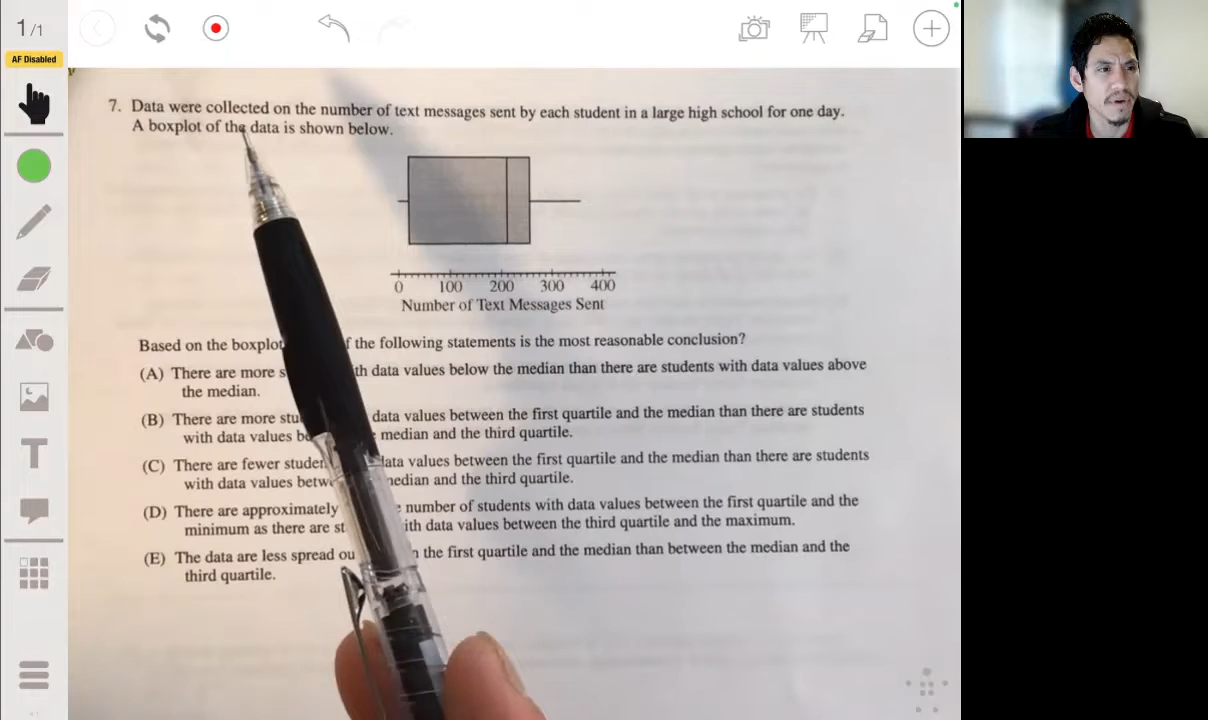 1/1
AF Disabled
7. Data were collected on the number of text messages sent by each student in a large high school for one day.
A boxplot of the data is shown below.
0 100 200 300 400
Number of Text Messages Sent
Based on the boxplot f the following statements is the most reasonable conclusion?
(A) There are more s th data values below the median than there are students with data values above
the median.
(B) There are more stu data values between the first quartile and the median than there are students
with data values be median and the third quartile.
(C) There are fewer studen data values between the first quartile and the median than there are students
with data values betw median and the third quartile.
(D) There are approximately number of students with data values between the first quartile and the
minimum as there are st ith data values between the third quartile and the maximum.
(E) The data are less spread ou n the first quartile and the median than between the median and the
third quartile.
T